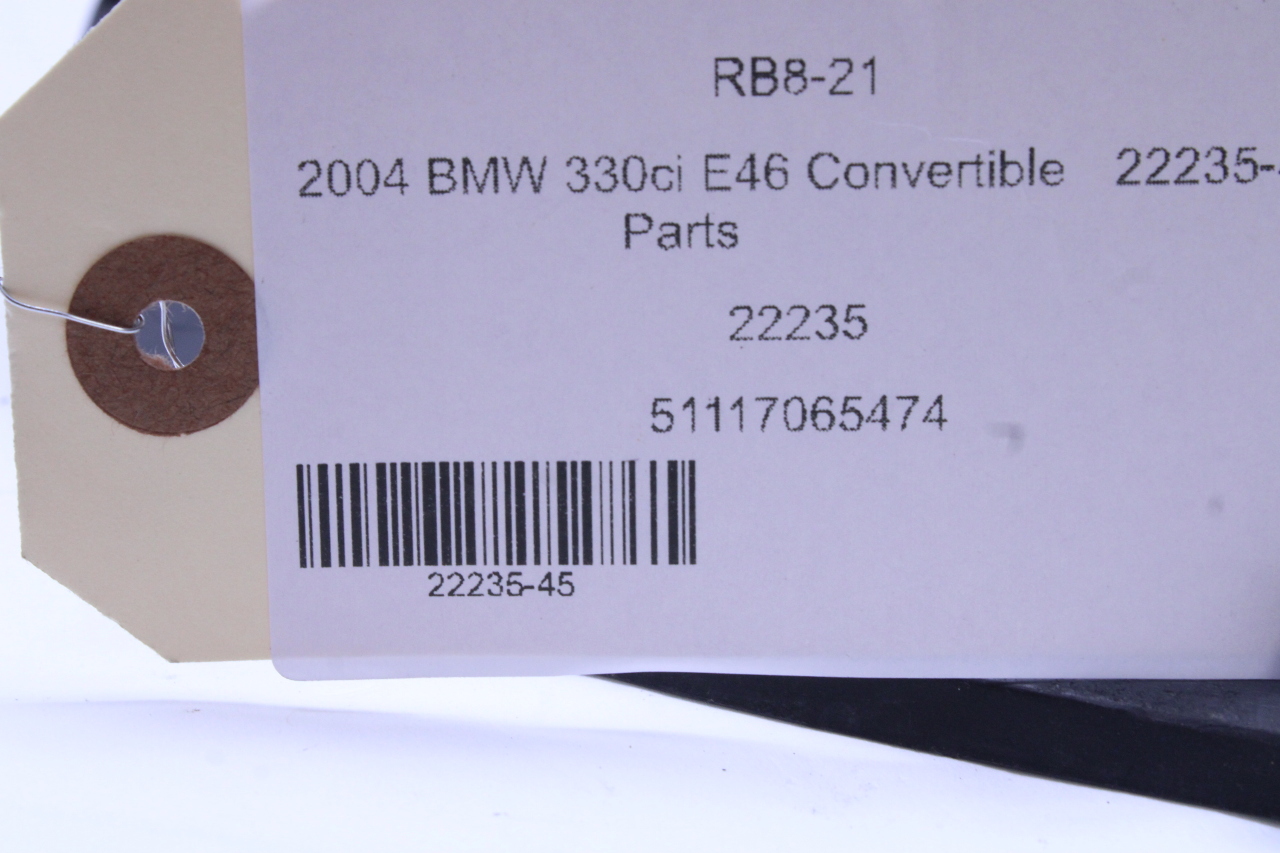 RB8-21
2004 BMW 330ci E46 Convertible 22235-
Parts
22235
51117065474
22235-45